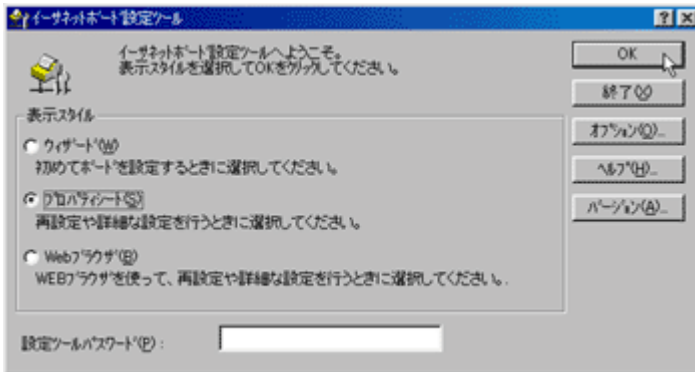 イーサネットボード設定ツール
イーサネットボード設定ツールへようこそ。
表示スタイルを選択してOKをクリックしてください。
OK
終了(X)
オプション(O)...
ヘルプ(H)...
バージョン(A)...
表示スタイル
ウィザード(W)
初めてボードを設定するときに選択してください。
プロパティシート(S)
再設定や詳細な設定を行うときに選択してください。
Webブラウザ(B)
WEBブラウザを使って、再設定や詳細な設定を行うときに選択してください。.
設定ツールパスワード(P) :